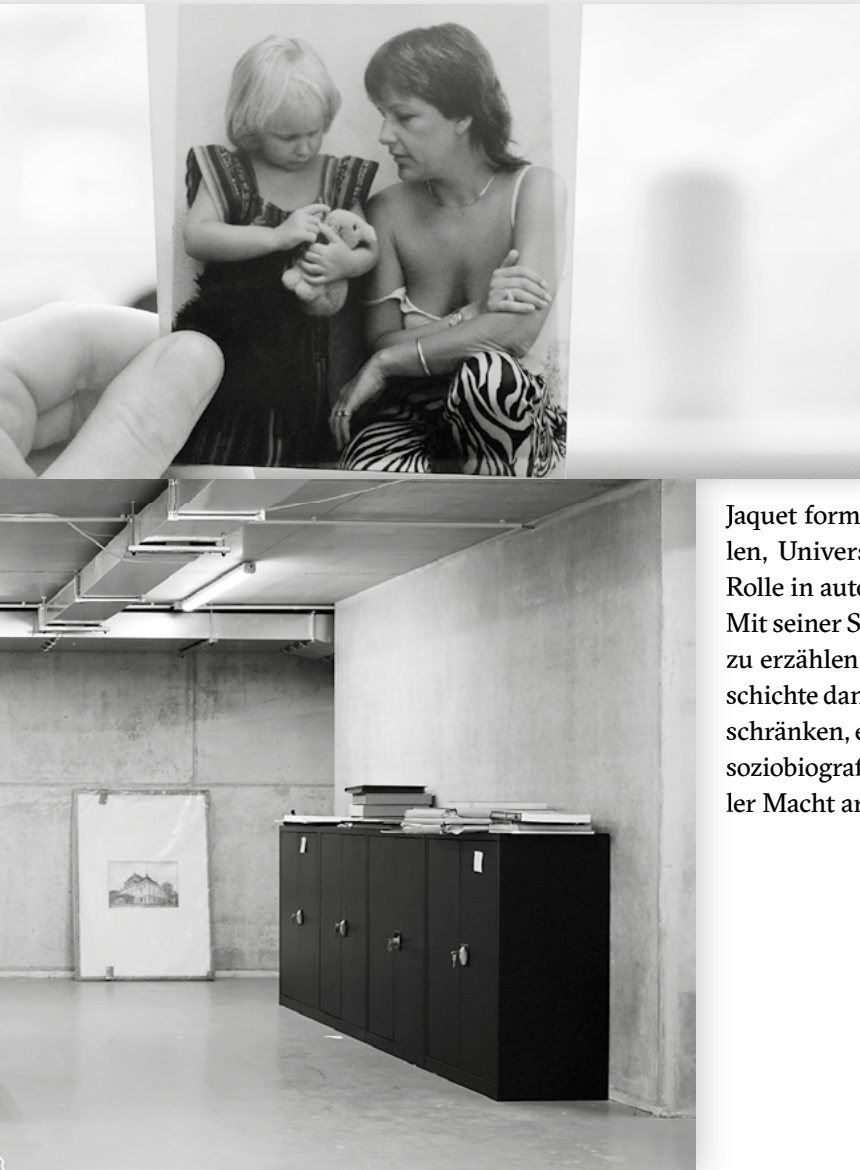 Jaquet form
len, Univers
Rolle in auto
Mit seiner S
zu erzählen
schichte dar
schränken, e
soziobiograf
ler Macht ar